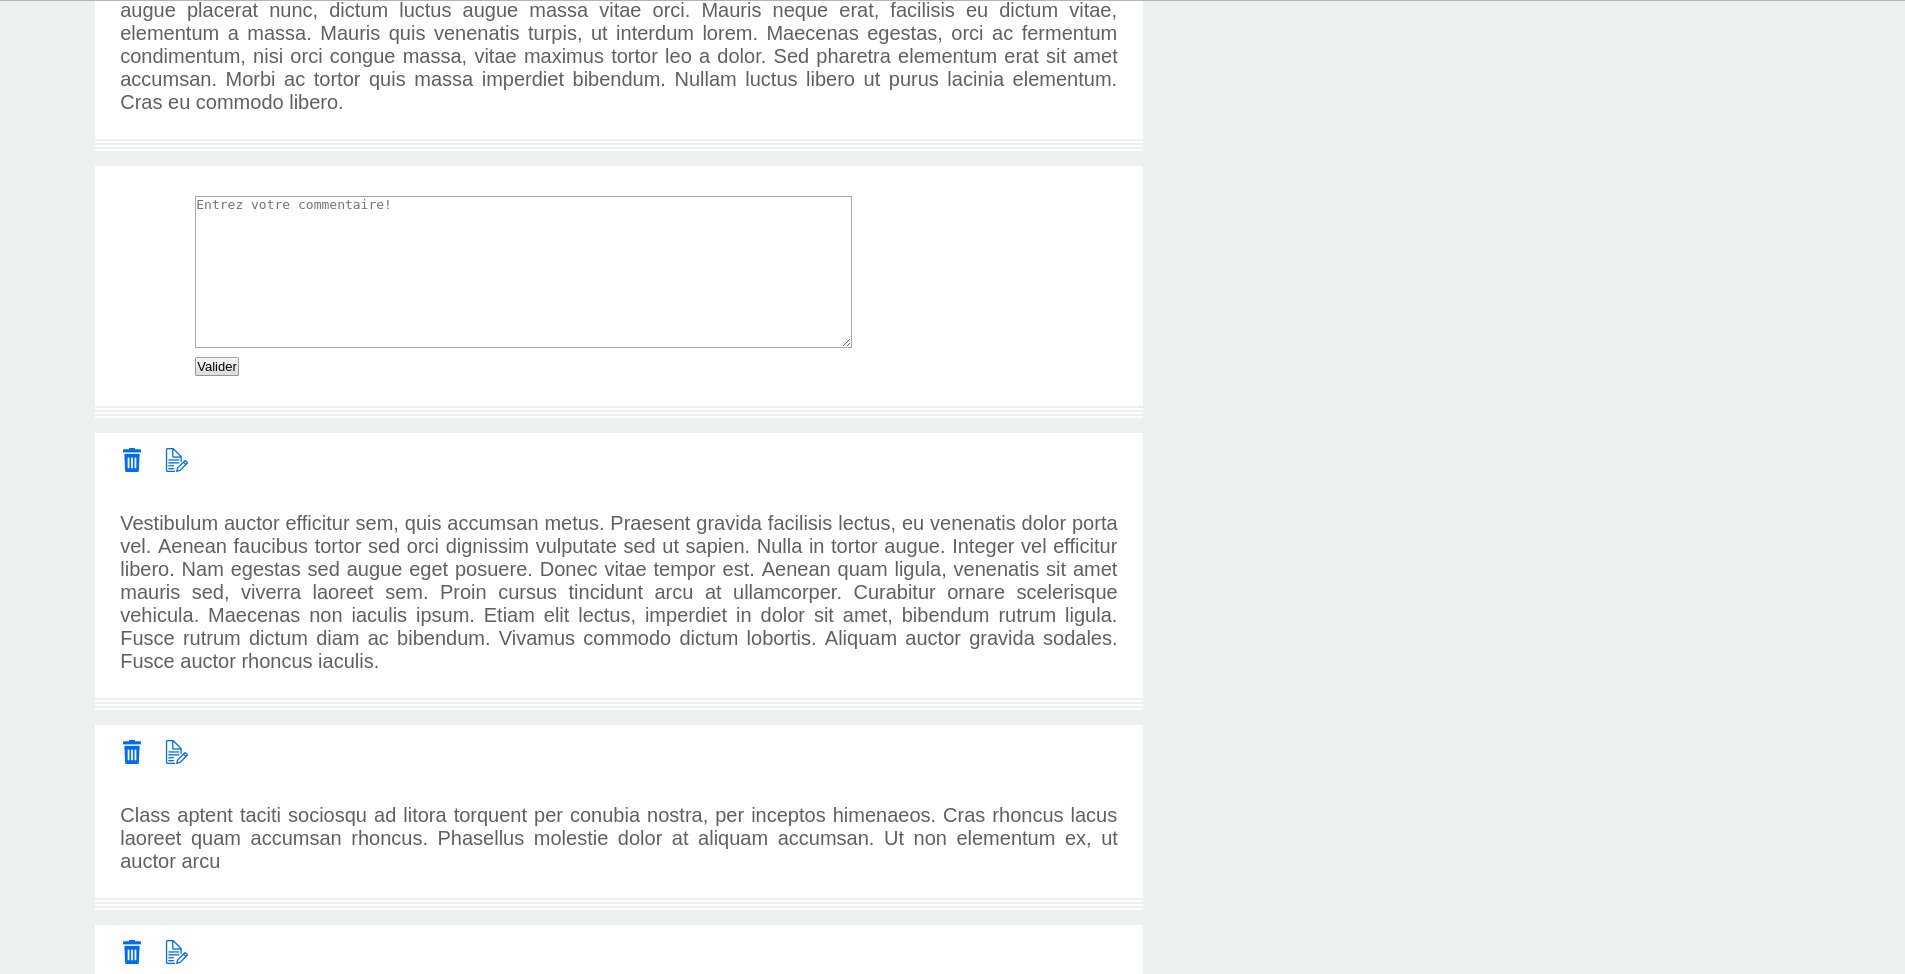 augue placerat nunc, dictum luctus augue massa vitae orci. Mauris neque erat, facilisis eu dictum vitae,
elementum a massa. Mauris quis venenatis turpis, ut interdum lorem. Maecenas egestas, orci ac fermentum
condimentum, nisi orci congue massa, vitae maximus tortor leo a dolor. Sed pharetra elementum erat sit amet
accumsan. Morbi ac tortor quis massa imperdiet bibendum. Nullam luctus libero ut purus lacinia elementum.
Cras eu commodo libero.
Entrez votre commentaire!
Valider
Vestibulum auctor efficitur sem, quis accumsan metus. Praesent gravida facilisis lectus, eu venenatis dolor porta
vel. Aenean faucibus tortor sed orci dignissim vulputate sed ut sapien. Nulla in tortor augue. Integer vel efficitur
libero. Nam egestas sed augue eget posuere. Donec vitae tempor est. Aenean quam ligula, venenatis sit amet
mauris sed, viverra laoreet sem. Proin cursus tincidunt arcu at ullamcorper. Curabitur ornare scelerisque
vehicula. Maecenas non iaculis ipsum. Etiam elit lectus, imperdiet in dolor sit amet, bibendum rutrum ligula.
Fusce rutrum dictum diam ac bibendum. Vivamus commodo dictum lobortis. Aliquam auctor gravida sodales.
Fusce auctor rhoncus iaculis.
Class aptent taciti sociosqu ad litora torquent per conubia nostra, per inceptos himenaeos. Cras rhoncus lacus
laoreet quam accumsan rhoncus. Phasellus molestie dolor at aliquam accumsan. Ut non elementum ex, ut
auctor arcu